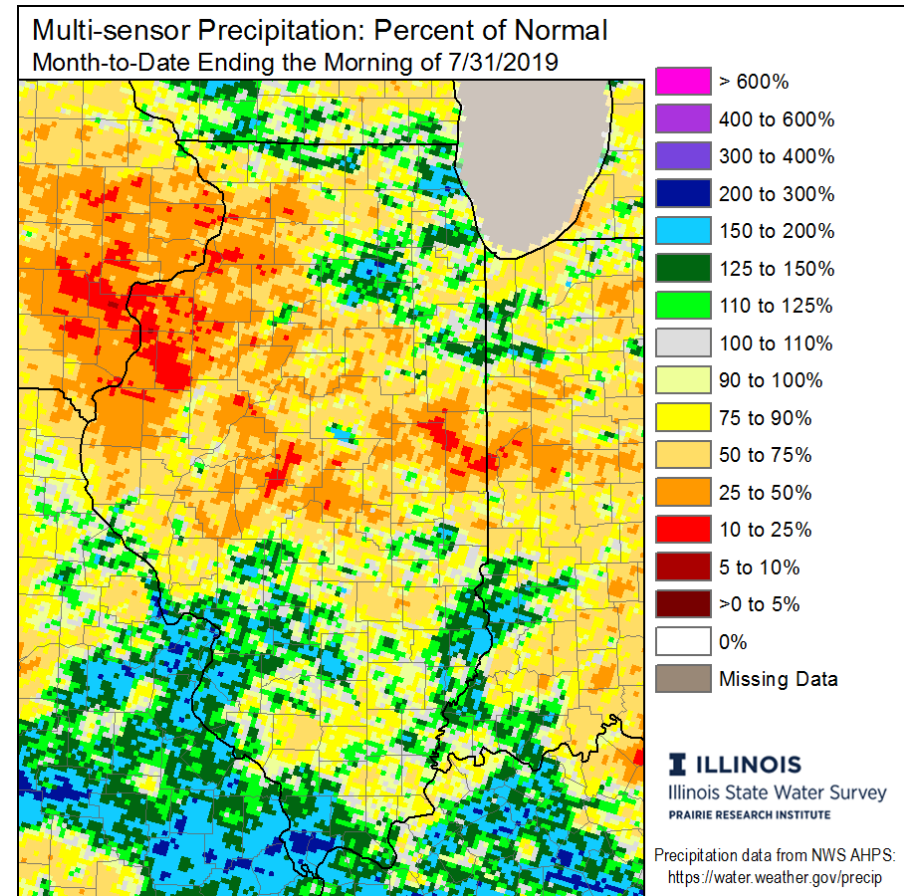 Multi-sensor Precipitation: Percent of Normal
Month-to-Date Ending the Morning of 7/31/2019
> 600%
400 to 600%
300 to 400%
200 to 300%
150 to 200%
125 to 150%
110 to 125%
100 to 110%
90 to 100%
75 to 90%
50 to 75%
25 to 50%
10 to 25%
5 to 10%
>0 to 5%
0%
Missing Data
I ILLINOIS
Illinois State Water Survey
PRAIRIE RESEARCH INSTITUTE
Precipitation data from NWS AHPS:
https://water.weather.gov/precip